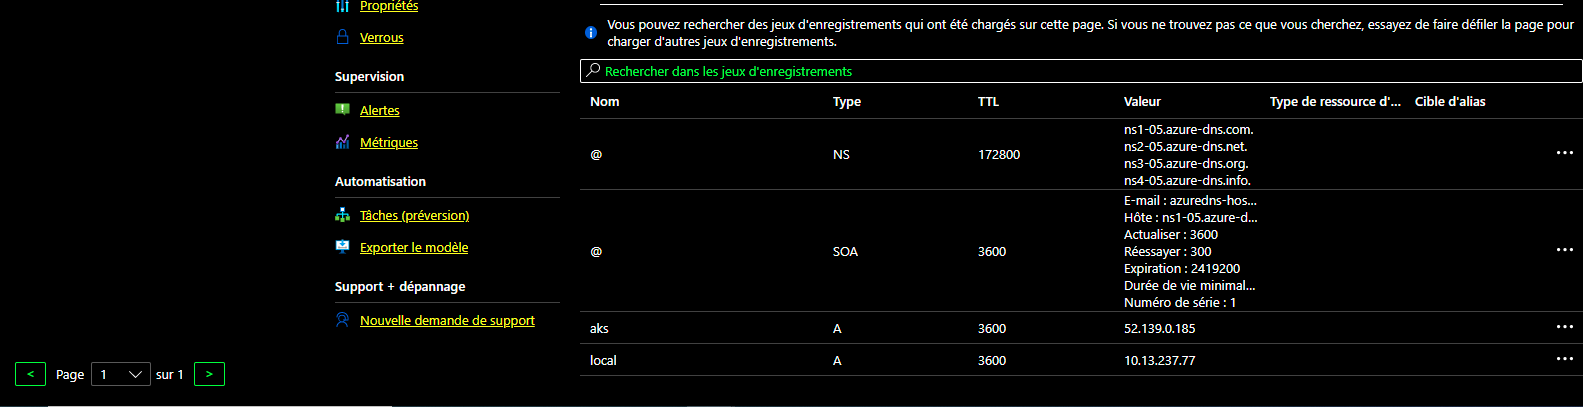 Propriétés
Verrous
Supervision
Alertes
Métriques
Automatisation
Tâches (préversion)
Exporter le modèle
Support + dépannage
Nouvelle demande de support
< Page 1 sur 1 >
Vous pouvez rechercher des jeux d'enregistrements qui ont été chargés sur cette page. Si vous ne trouvez pas ce que vous cherchez, essayez de faire défiler la page pour
charger d'autres jeux d'enregistrements.
Rechercher dans les jeux d'enregistrements
Nom Type TTL Valeur Type de ressource d'... Cible d'alias
@ NS 172800
ns1-05.azure-dns.com.
ns2-05.azure-dns.net.
ns3-05.azure-dns.org.
ns4-05.azure-dns.info.
@ SOA 3600
E-mail : azuredns-hos...
Hôte : ns1-05.azure-d...
Actualiser : 3600
Réessayer : 300
Expiration : 2419200
Durée de vie minimal...
Numéro de série : 1
aks A 3600 52.139.0.185
local A 3600 10.13.237.77